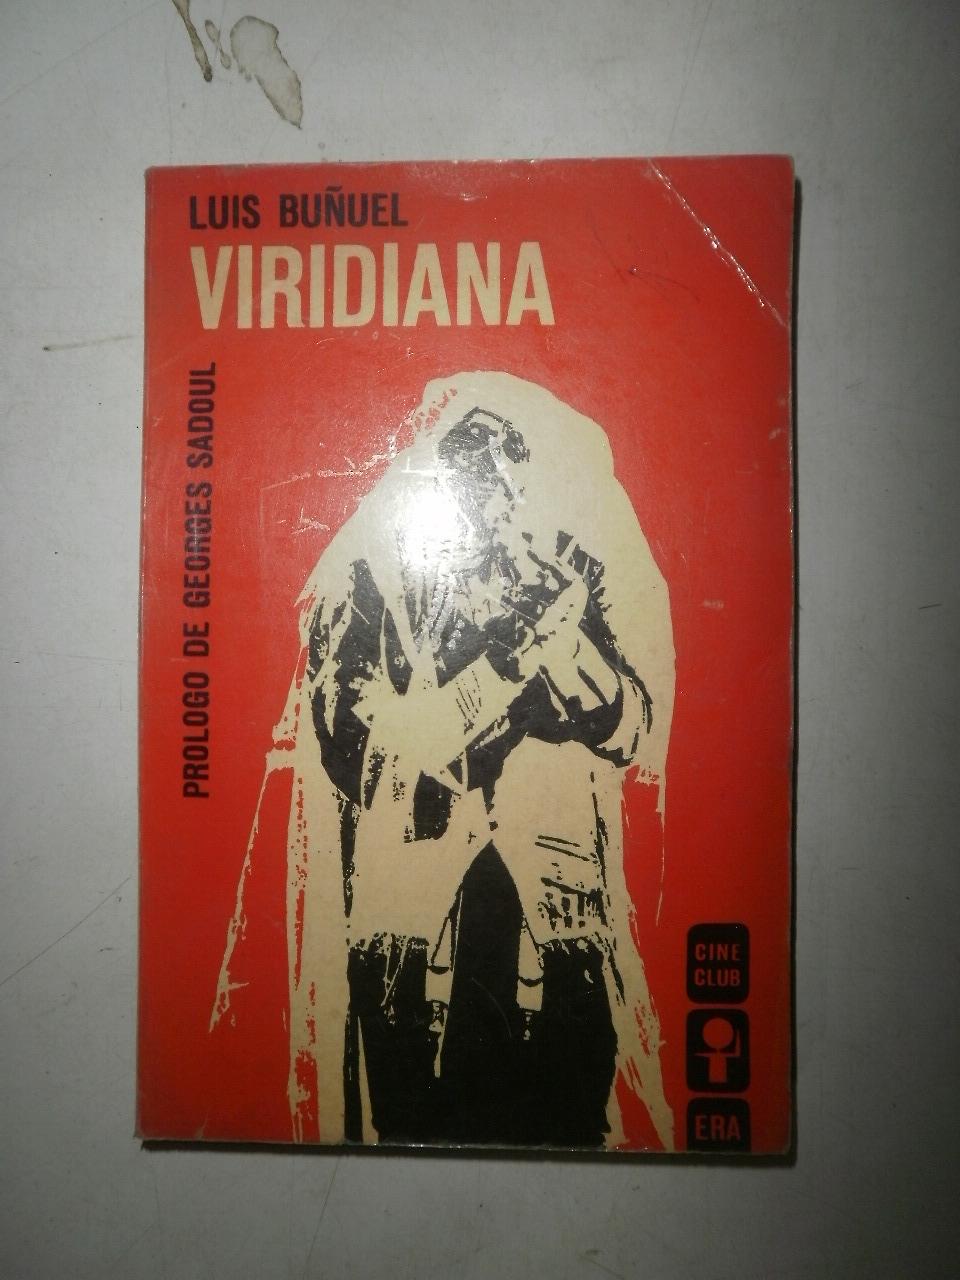 LUIS BUÑUEL
VIRIDIANA
PROLOGO DE GEORGES SADOUL
CINE
CLUB
ERA